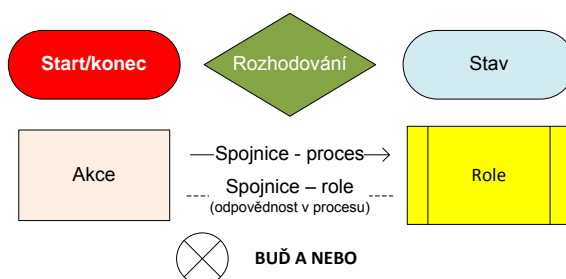 Start/konec
Rozhodování
Stav
Akce
Spojnice - proces
Spojnice – role
(odpovědnost v procesu)
Role
BUĎ A NEBO